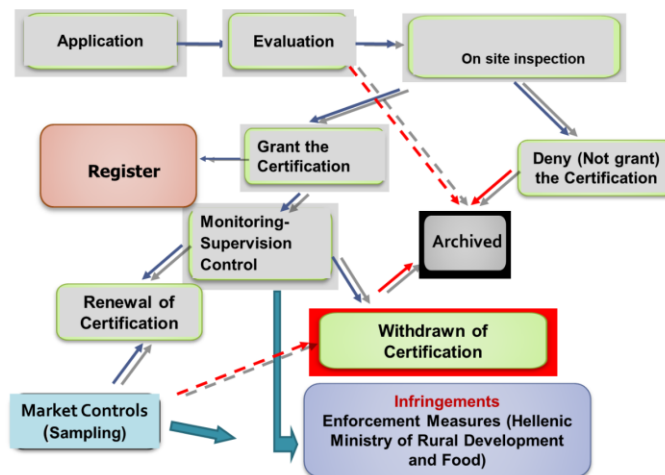 Application
Evaluation
On site inspection
Grant the
Certification
Register
Deny (Not grant)
the Certification
Monitoring-
Supervision
Control
Archived
Renewal of
Certification
Withdrawn of
Certification
Market Controls
(Sampling)
Infringements
Enforcement Measures (Hellenic
Ministry of Rural Development
and Food)